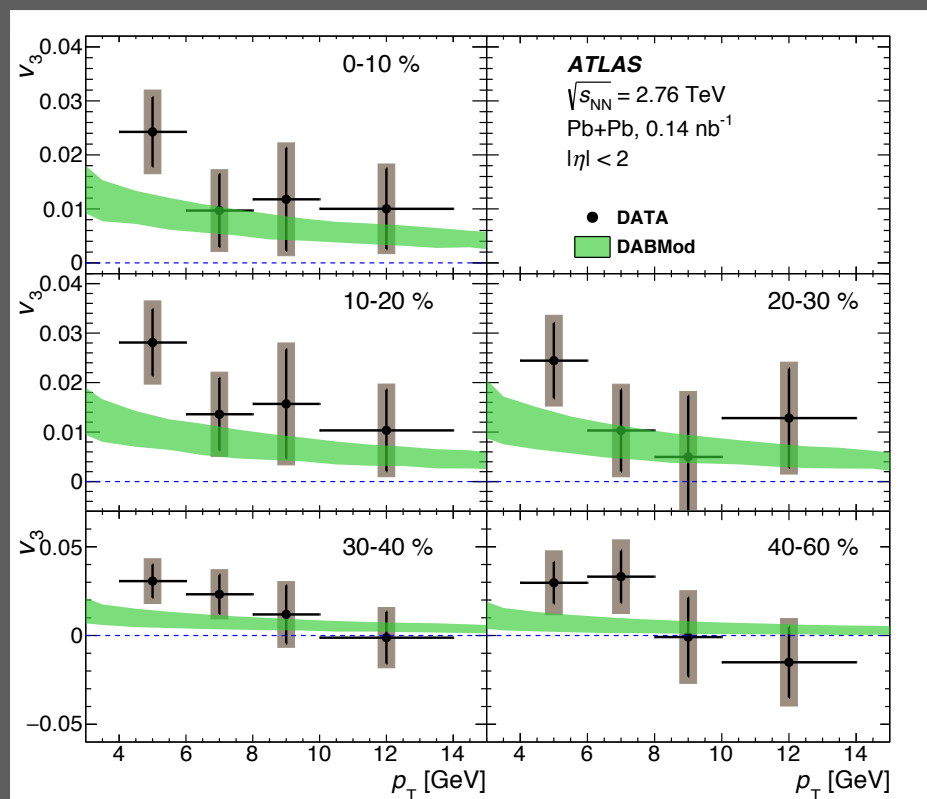 v₃
0.04
0.03
0.02
0.01
0
0-10 %
ATLAS
√sNN = 2.76 TeV
Pb+Pb, 0.14 nb⁻¹
|η| < 2
DATA
DABMod
v₃
0.04
0.03
0.02
0.01
0
10-20 %
20-30 %
v₃
0.05
0
−0.05
30-40 %
40-60 %
4 6 8 10 12 14
4 6 8 10 12 14
pT [GeV]
pT [GeV]